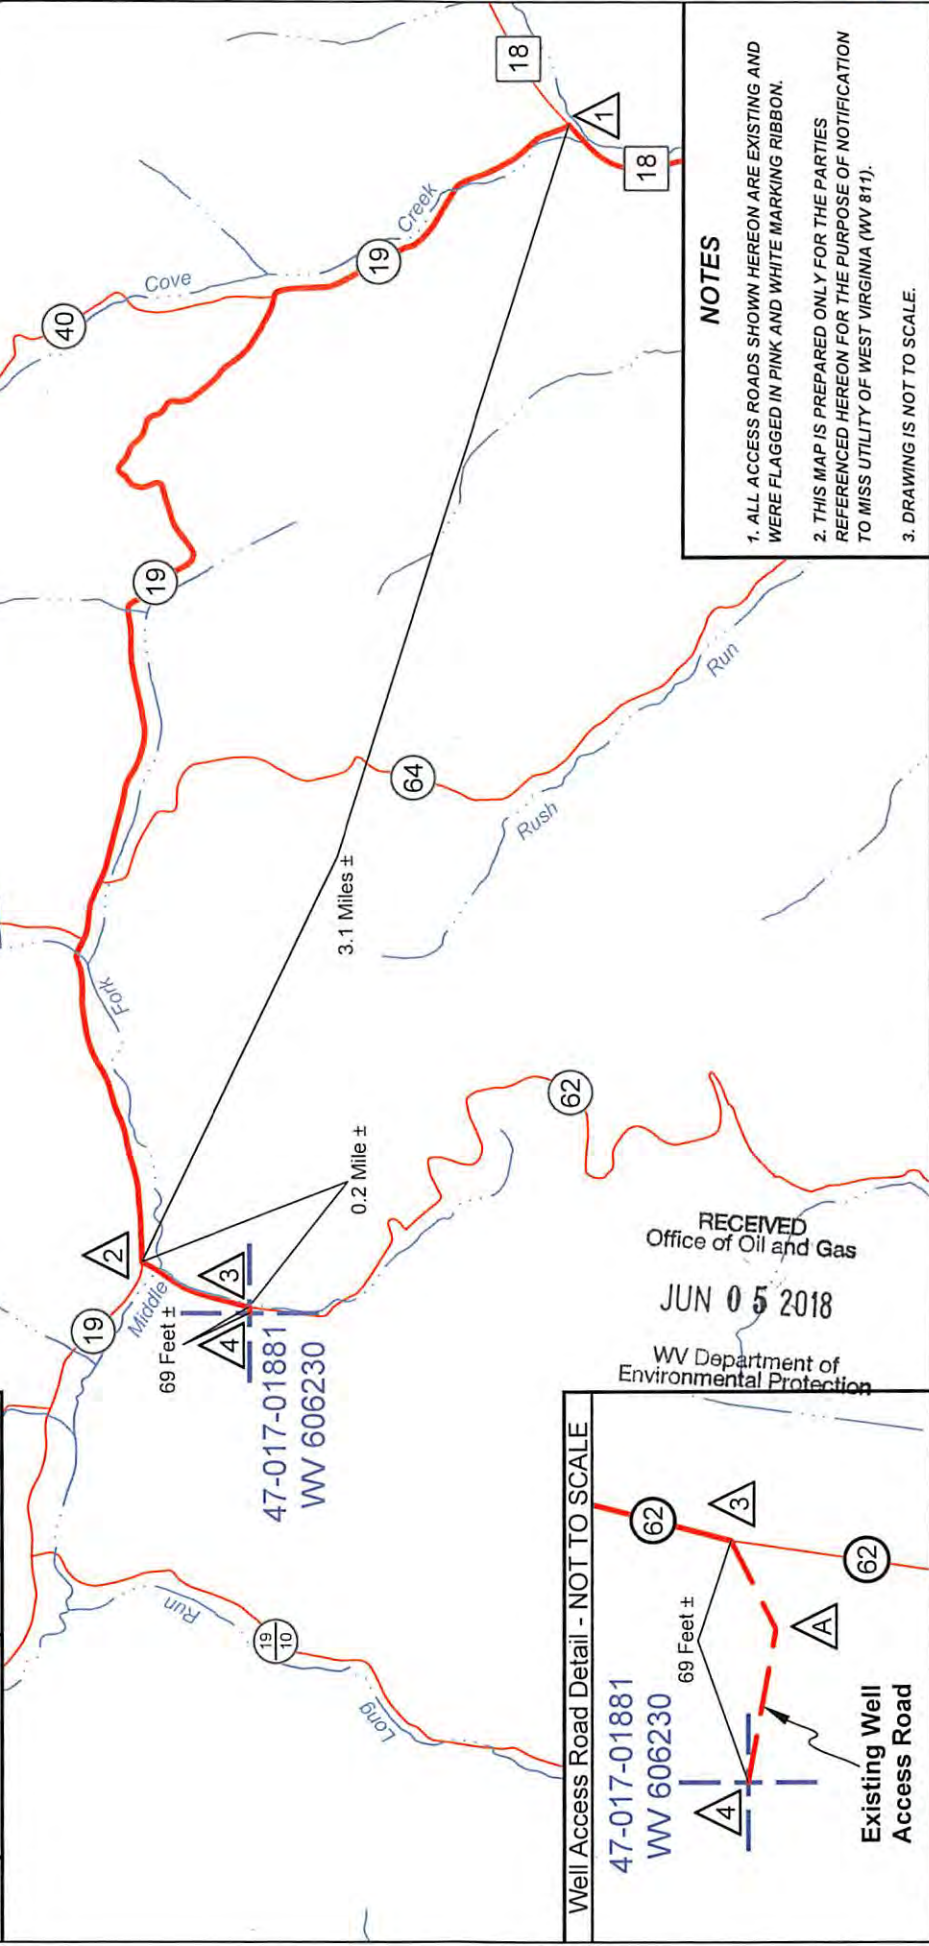 40
Cove
Creek
19
18
1
18
19
64
Rush
Run
3.1 Miles ±
Fork
62
0.2 Mile ±
2
3
19
Middle
69 Feet ±
4
47-017-01881
WV 606230
Run
19
10
Long
NOTES
1. ALL ACCESS ROADS SHOWN HEREON ARE EXISTING AND
WERE FLAGGED IN PINK AND WHITE MARKING RIBBON.
2. THIS MAP IS PREPARED ONLY FOR THE PARTIES
REFERENCED HEREON FOR THE PURPOSE OF NOTIFICATION
TO MISS UTILITY OF WEST VIRGINIA (WV 811).
3. DRAWING IS NOT TO SCALE.
RECEIVED
Office of Oil and Gas
JUN 05 2018
WV Department of
Environmental Protection
Well Access Road Detail - NOT TO SCALE
47-017-01881
WV 606230
4
69 Feet ±
62
3
62
A
Existing Well
Access Road